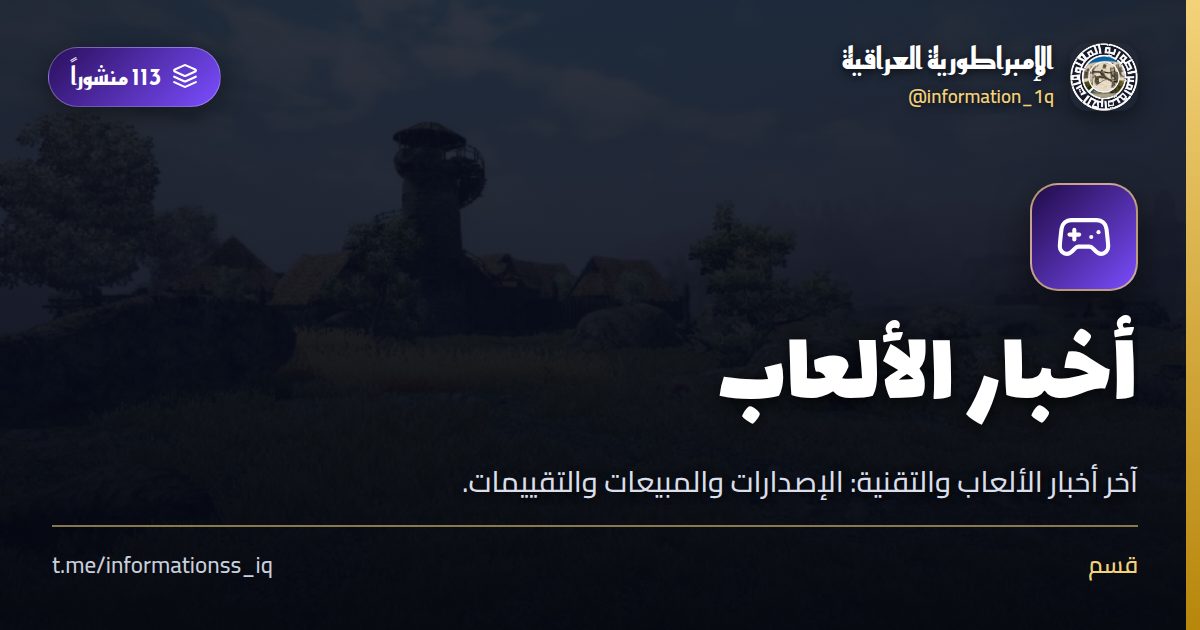 الإمبراطورية العراقية
@information_1q
113 منشوراً
أخبار الألعاب
آخر أخبار الألعاب والتقنية: الإصدارات والمبيعات والتقييمات.
قسم
t.me/informationss_iq